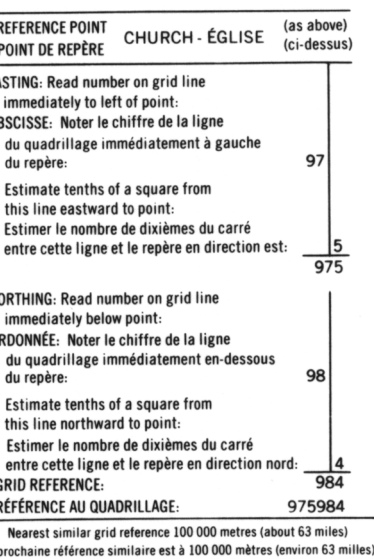 REFERENCE POINT
POINT DE REPÈRE
CHURCH - ÉGLISE
(as above)
(ci-dessus)
ASTING: Read number on grid line
immediately to left of point:
BSCISSE: Noter le chiffre de la ligne
du quadrillage immédiatement à gauche
du repère: 97
Estimate tenths of a square from
this line eastward to point:
Estimer le nombre de dixièmes du carré
entre cette ligne et le repère en direction est: 5
975
ORTHING: Read number on grid line
immediately below point:
RDONNÉE: Noter le chiffre de la ligne
du quadrillage immédiatement en-dessous
du repère: 98
Estimate tenths of a square from
this line northward to point:
Estimer le nombre de dixièmes du carré
entre cette ligne et le repère en direction nord: 4
GRID REFERENCE: 984
RÉFÉRENCE AU QUADRILLAGE: 975984
Nearest similar grid reference 100 000 metres (about 63 miles)
prochaine référence similaire est à 100 000 mètres (environ 63 milles)